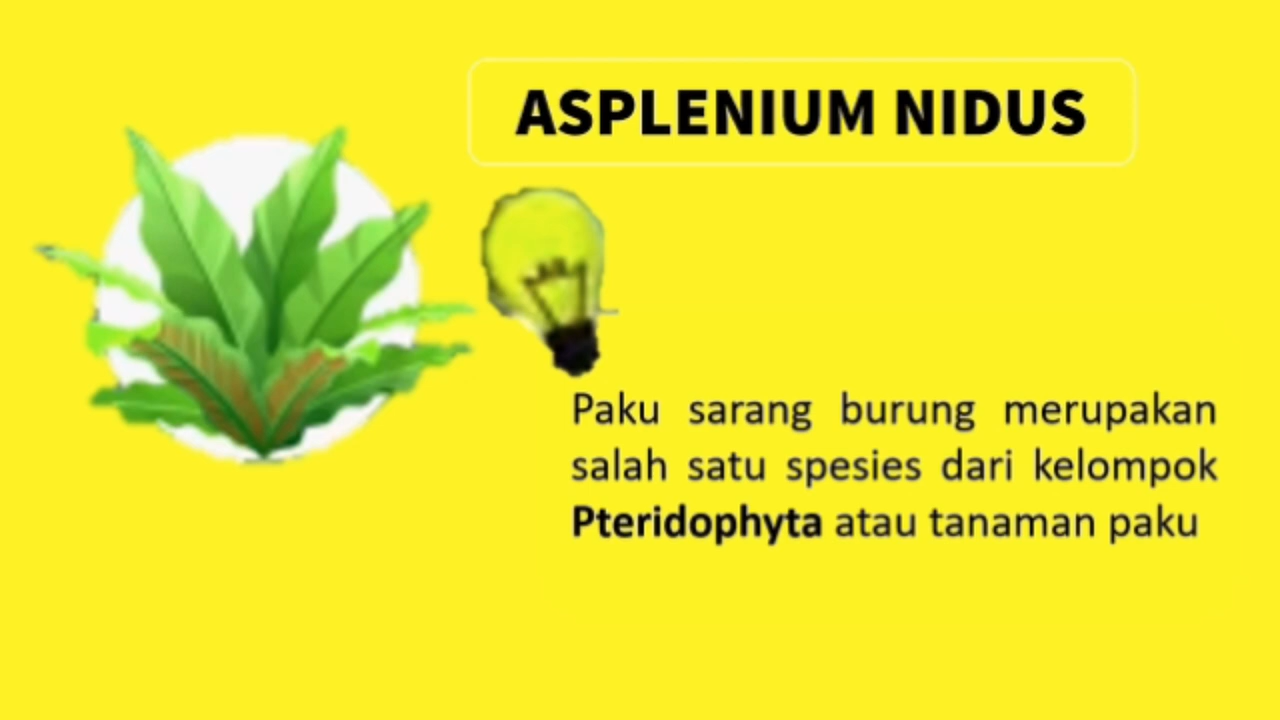 ASPLENIUM NIDUS
Paku sarang burung merupakan
salah satu spesies dari kelompok
Pteridophyta atau tanaman paku